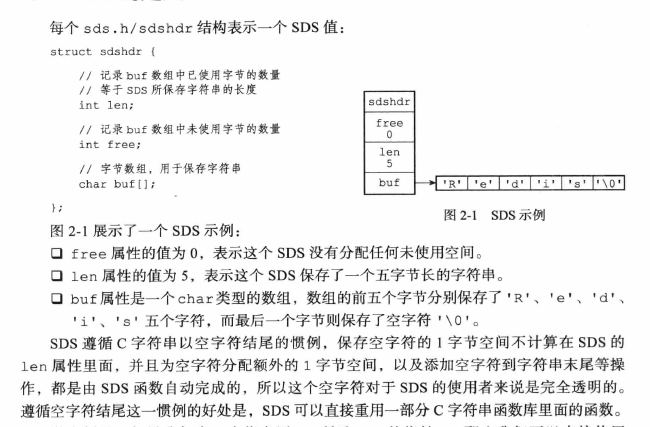 每个 sds.h/sdshdr 结构表示一个 SDS 值：
struct sdshdr {
// 记录 buf 数组中已使用字节的数量
// 等于 SDS 所保存字符串的长度
int len;
// 记录 buf 数组中未使用字节的数量
int free;
// 字节数组，用于保存字符串
char buf[];
};
sdshdr
free
0
len
5
buf
'R' 'e' 'd' 'i' 's' '\0'
图 2-1 SDS 示例
图 2-1 展示了一个 SDS 示例：
❑ free 属性的值为 0，表示这个 SDS 没有分配任何未使用空间。
❑ len 属性的值为 5，表示这个 SDS 保存了一个五字节长的字符串。
❑ buf 属性是一个 char 类型的数组，数组的前五个字节分别保存了 'R'、'e'、'd'、
'i'、's' 五个字符，而最后一个字节则保存了空字符 '\0'。
SDS 遵循 C 字符串以空字符结尾的惯例，保存空字符的 1 字节空间不计算在 SDS 的
len 属性里面，并且为空字符分配额外的 1 字节空间，以及添加空字符到字符串末尾等操
作，都是由 SDS 函数自动完成的，所以这个空字符对于 SDS 的使用者来说是完全透明的。
遵循空字符结尾这一惯例的好处是，SDS 可以直接重用一部分 C 字符串函数库里面的函数。